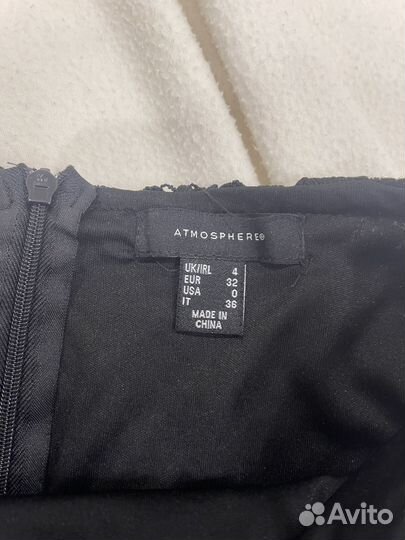 ATMOSPHERE®
UK/IRL 4
EUR 32
USA 0
IT 36
MADE IN
CHINA
Avito